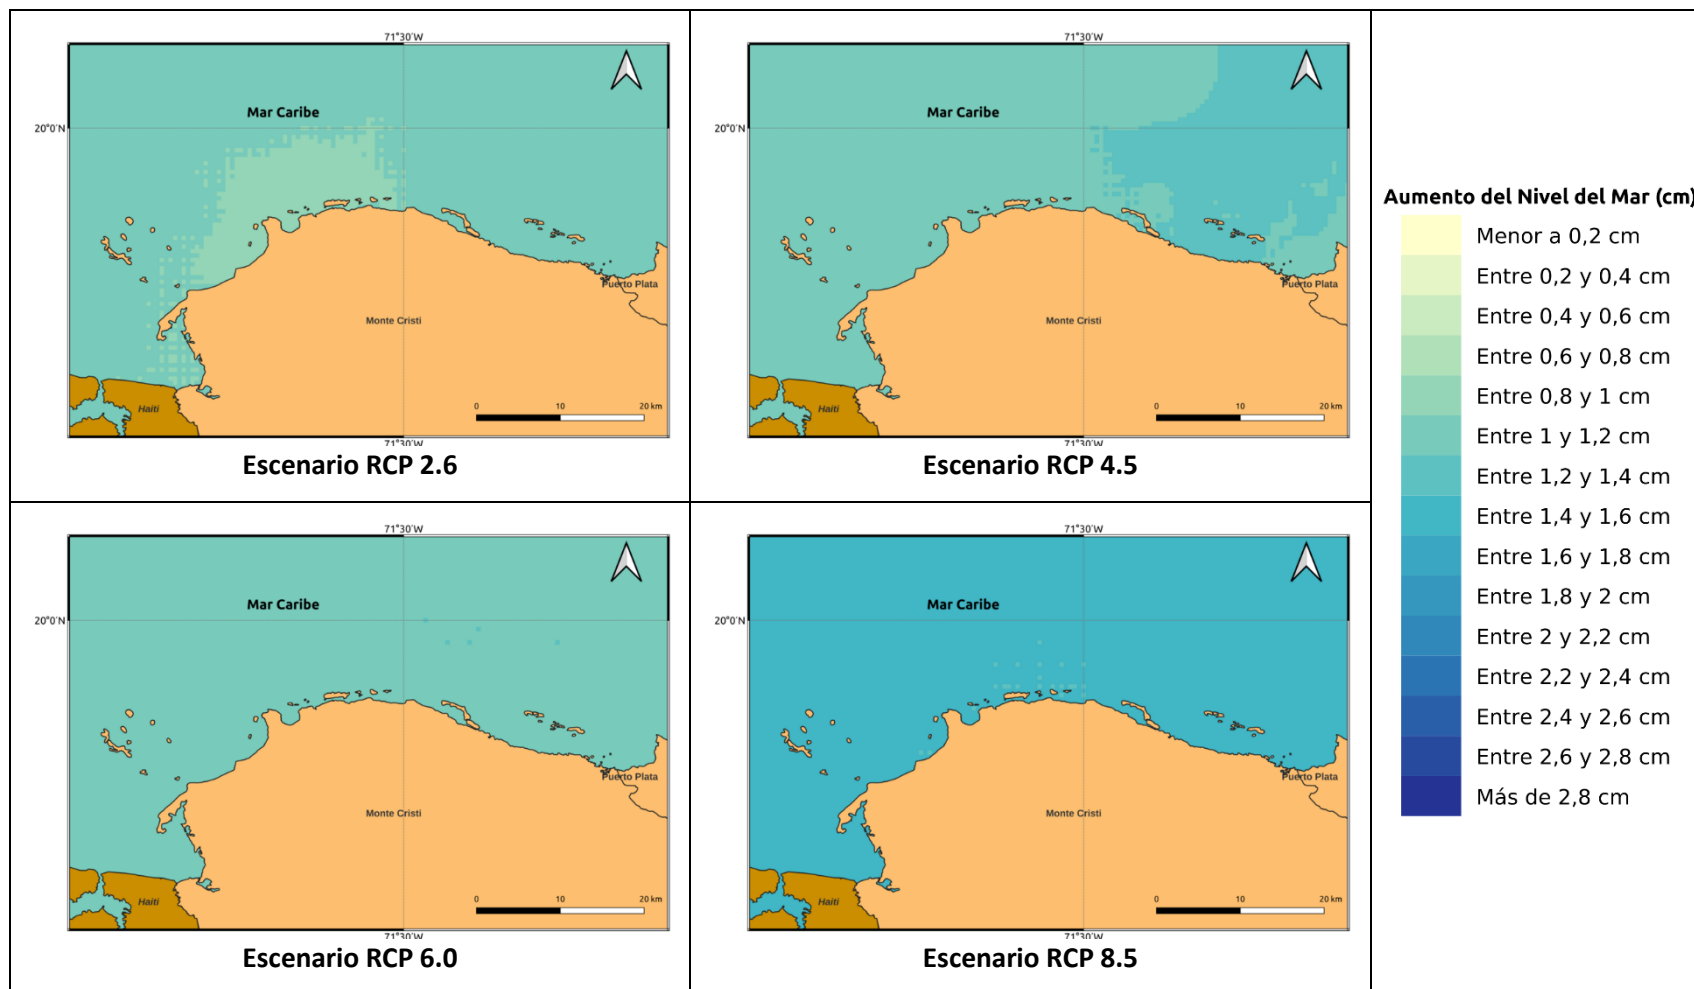 71°30'W
20°0'N
Mar Caribe
Puerto Plata
Monte Cristi
Haiti
0 10 20 km
71°30'W
Escenario RCP 2.6
71°30'W
20°0'N
Mar Caribe
Puerto Plata
Monte Cristi
Haiti
0 10 20 km
71°30'W
Escenario RCP 4.5
71°30'W
20°0'N
Mar Caribe
Puerto Plata
Monte Cristi
Haiti
0 10 20 km
71°30'W
Escenario RCP 6.0
71°30'W
20°0'N
Mar Caribe
Puerto Plata
Monte Cristi
Haiti
0 10 20 km
71°30'W
Escenario RCP 8.5
Aumento del Nivel del Mar (cm)
Menor a 0,2 cm
Entre 0,2 y 0,4 cm
Entre 0,4 y 0,6 cm
Entre 0,6 y 0,8 cm
Entre 0,8 y 1 cm
Entre 1 y 1,2 cm
Entre 1,2 y 1,4 cm
Entre 1,4 y 1,6 cm
Entre 1,6 y 1,8 cm
Entre 1,8 y 2 cm
Entre 2 y 2,2 cm
Entre 2,2 y 2,4 cm
Entre 2,4 y 2,6 cm
Entre 2,6 y 2,8 cm
Más de 2,8 cm